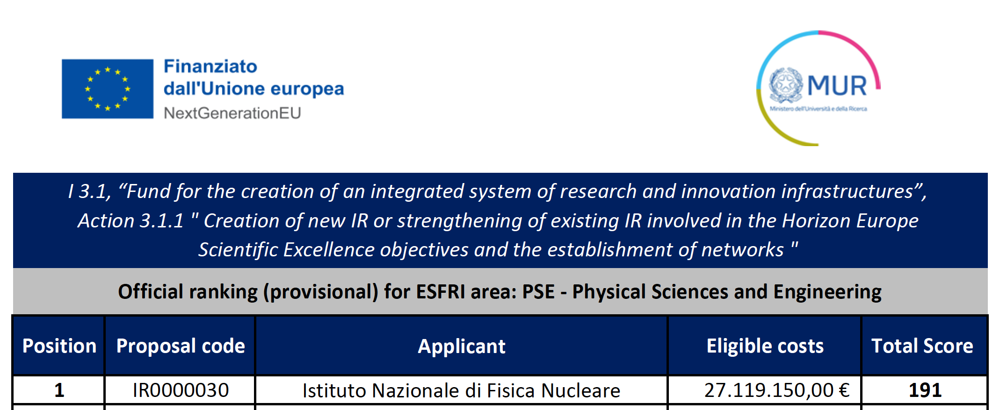 Finanziato
dall'Unione europea
NextGenerationEU
MUR
Ministero dell'Università e della Ricerca
I 3.1, “Fund for the creation of an integrated system of research and innovation infrastructures”,
Action 3.1.1 " Creation of new IR or strengthening of existing IR involved in the Horizon Europe
Scientific Excellence objectives and the establishment of networks "
Official ranking (provisional) for ESFRI area: PSE - Physical Sciences and Engineering
Position Proposal code Applicant Eligible costs Total Score
1 IR0000030 Istituto Nazionale di Fisica Nucleare 27.119.150,00 € 191